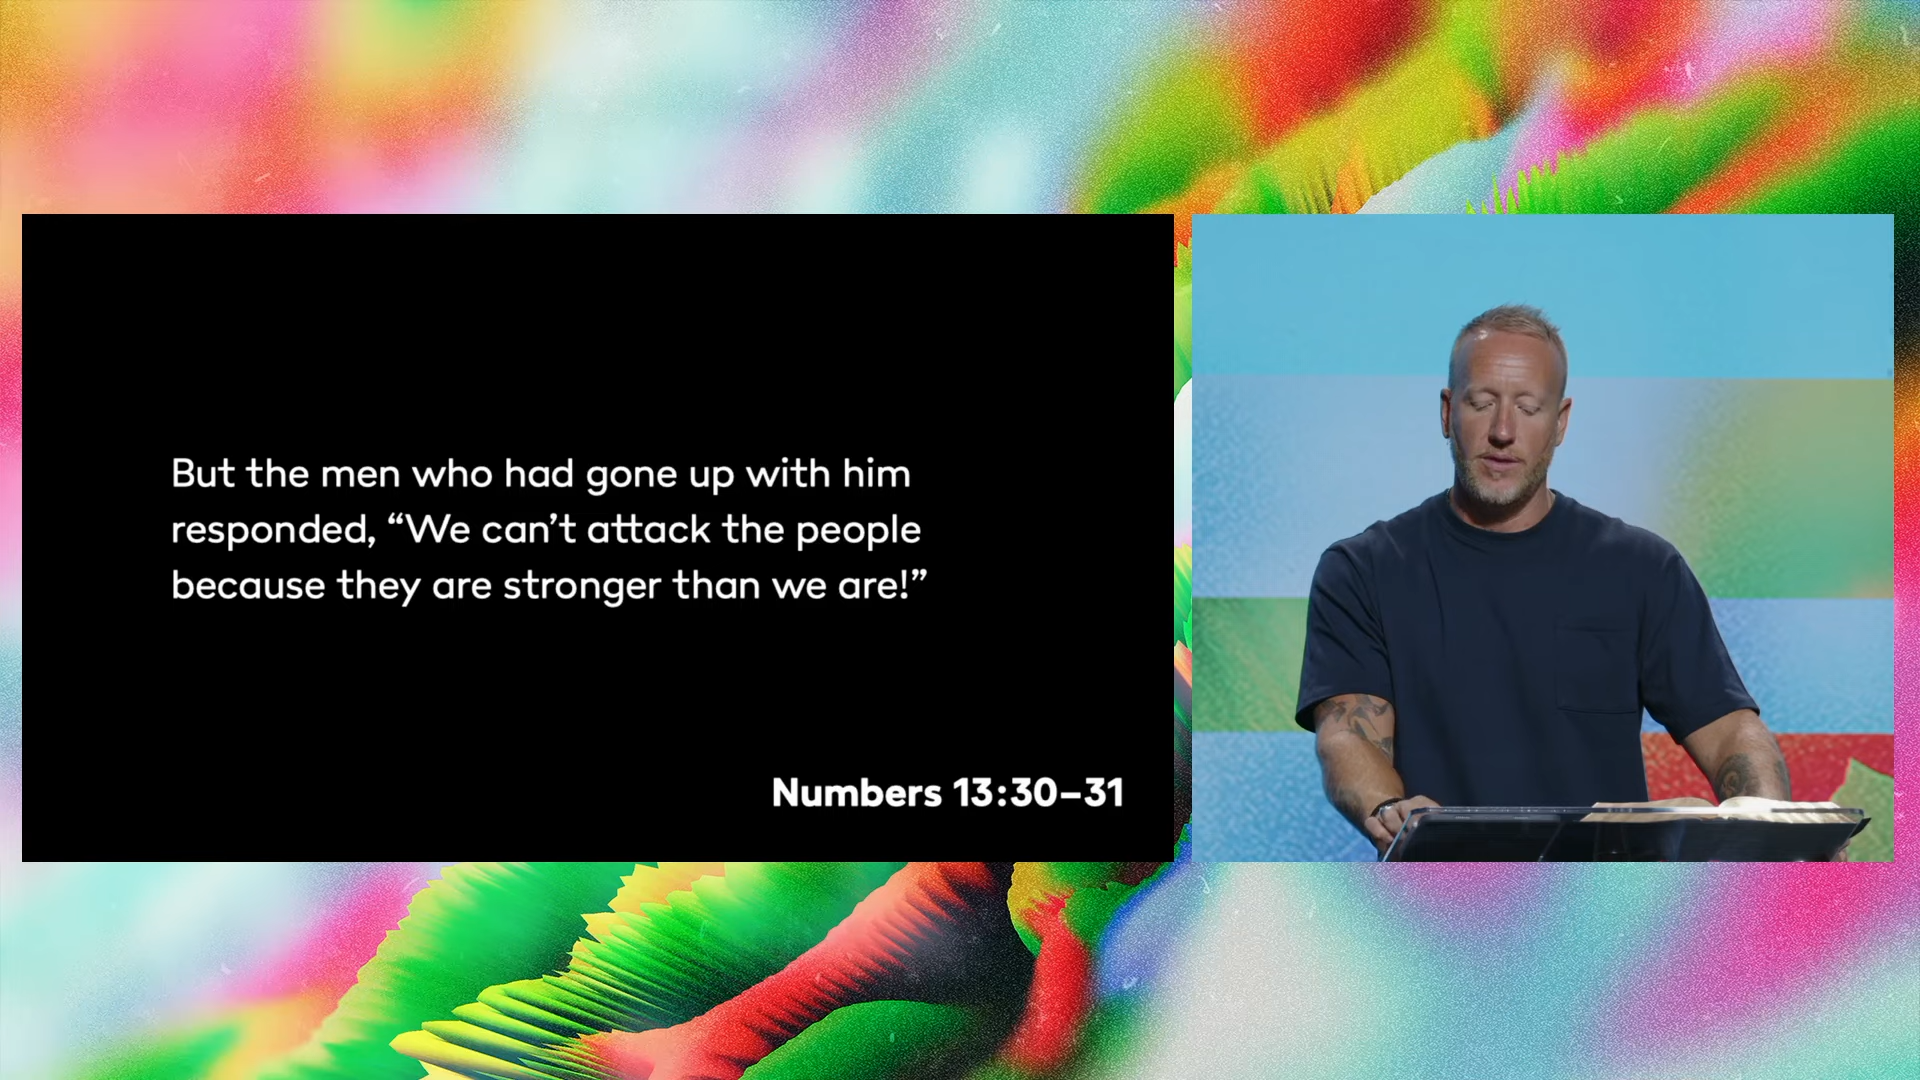 But the men who had gone up with him
responded, “We can’t attack the people
because they are stronger than we are!”
Numbers 13:30–31